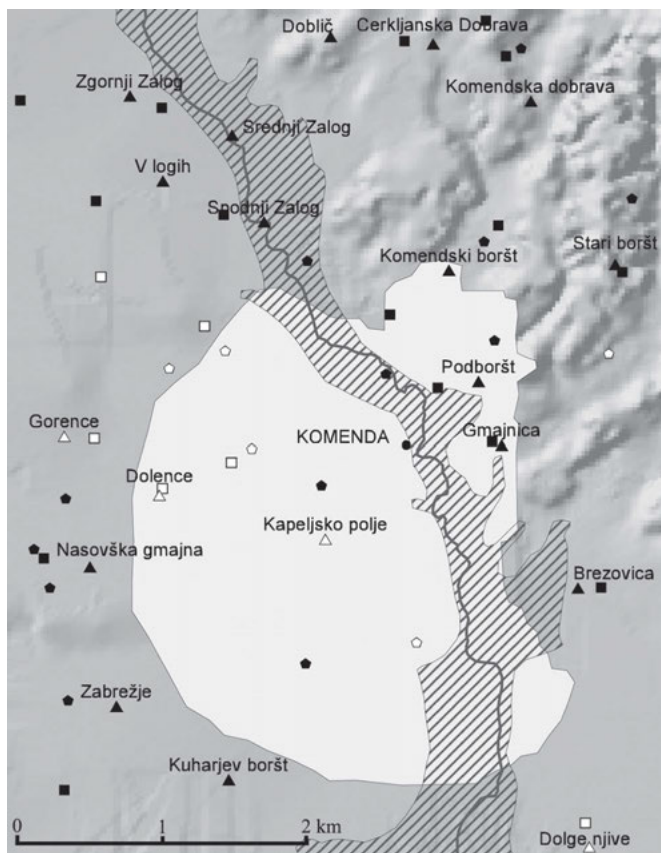 Doblič
Cerkljanska Dobrava
Zgornji Zalog
Komendska dobrava
Srednji Zalog
V logih
Spodnji Zalog
Komendski boršt
Stari boršt
Podboršt
Gorence
KOMENDA
Gmajnica
Dolence
Kapeljsko polje
Nasovška gmajna
Brezovica
Zabrežje
Kuharjev boršt
0 1 2 km
Dolge njive